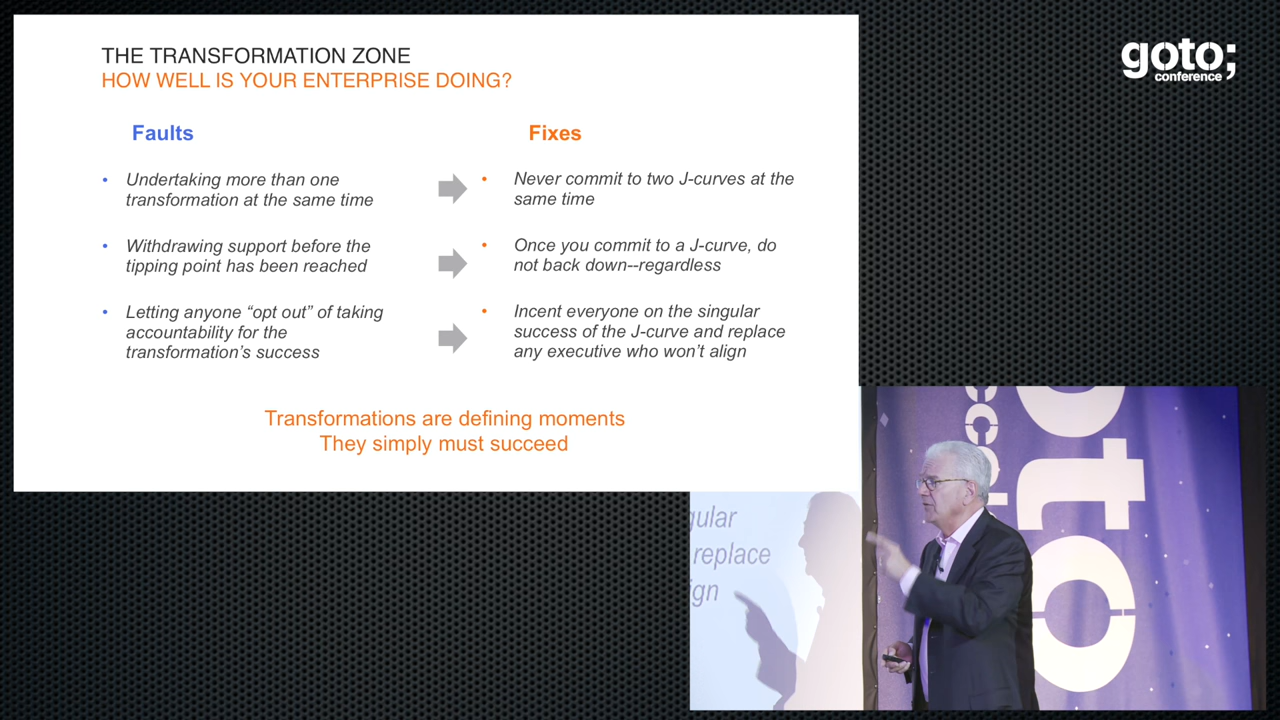 THE TRANSFORMATION ZONE
HOW WELL IS YOUR ENTERPRISE DOING?
Faults
Fixes
• Undertaking more than one
transformation at the same time
• Never commit to two J-curves at the
same time
• Withdrawing support before the
tipping point has been reached
• Once you commit to a J-curve, do
not back down--regardless
• Letting anyone “opt out” of taking
accountability for the
transformation’s success
• Incent everyone on the singular
success of the J-curve and replace
any executive who won’t align
Transformations are defining moments
They simply must succeed
goto;
conference
gular
replace
ign
oto